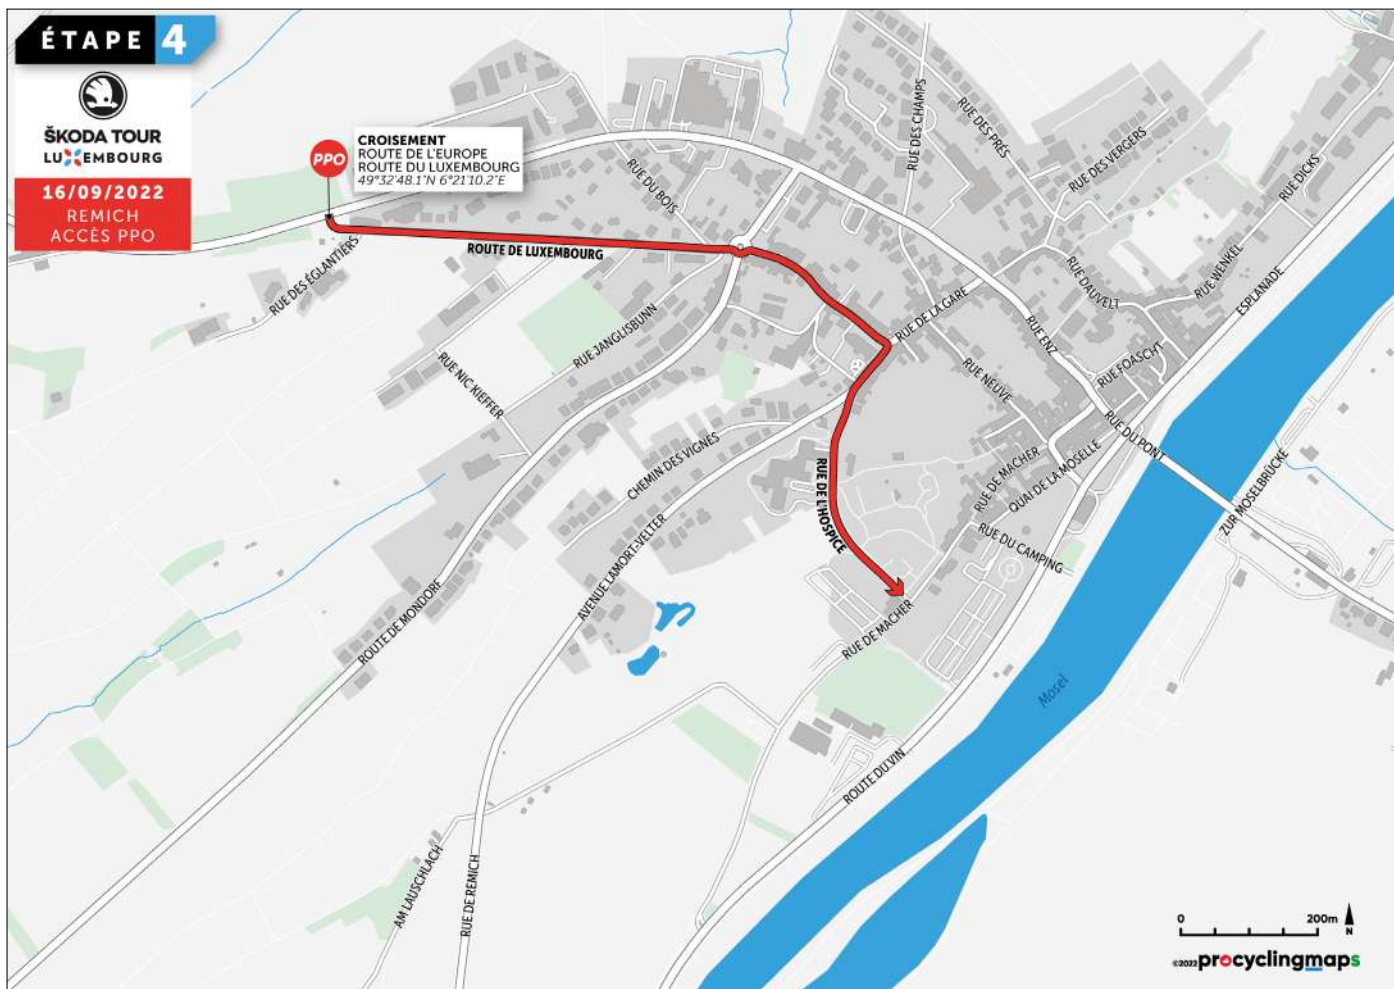 ÉTAPE 4
ŠKODA TOUR
LUXEMBOURG
16/09/2022
REMICH
ACCÈS PPO
PPO
CROISEMENT
ROUTE DE L'EUROPE
ROUTE DU LUXEMBOURG
49°32'48.1"N 6°21'10.2"E
RUE DU BOIS
RUE DES CHAMPS
RUE DES PRÉS
RUE DES VERGERS
RUE DICKS
ROUTE DE LUXEMBOURG
RUE DES ÉGLANTIERS
RUE JANGLISBUNN
RUE NIC KIEFFER
RUE DE LA GARE
RUE DAUVELT
RUE WENKEL
ESPLANADE
RUE ENZ
RUE FOASCHT
RUE NEUVE
RUE DU PONT
CHEMIN DES VIGNES
RUE DE L'HOSPICE
RUE DE MACHER
QUAI DE LA MOSELLE
ZUR MOSELBRÜCKE
RUE DU CAMPING
AVENUE LAMORT-VELTER
ROUTE DE MONDORF
RUE DE MACHER
Mosel
ROUTE DU VIN
AM LAUSCHLACH
RUE DE REMICH
0 200m
N
©2022 procyclingmaps